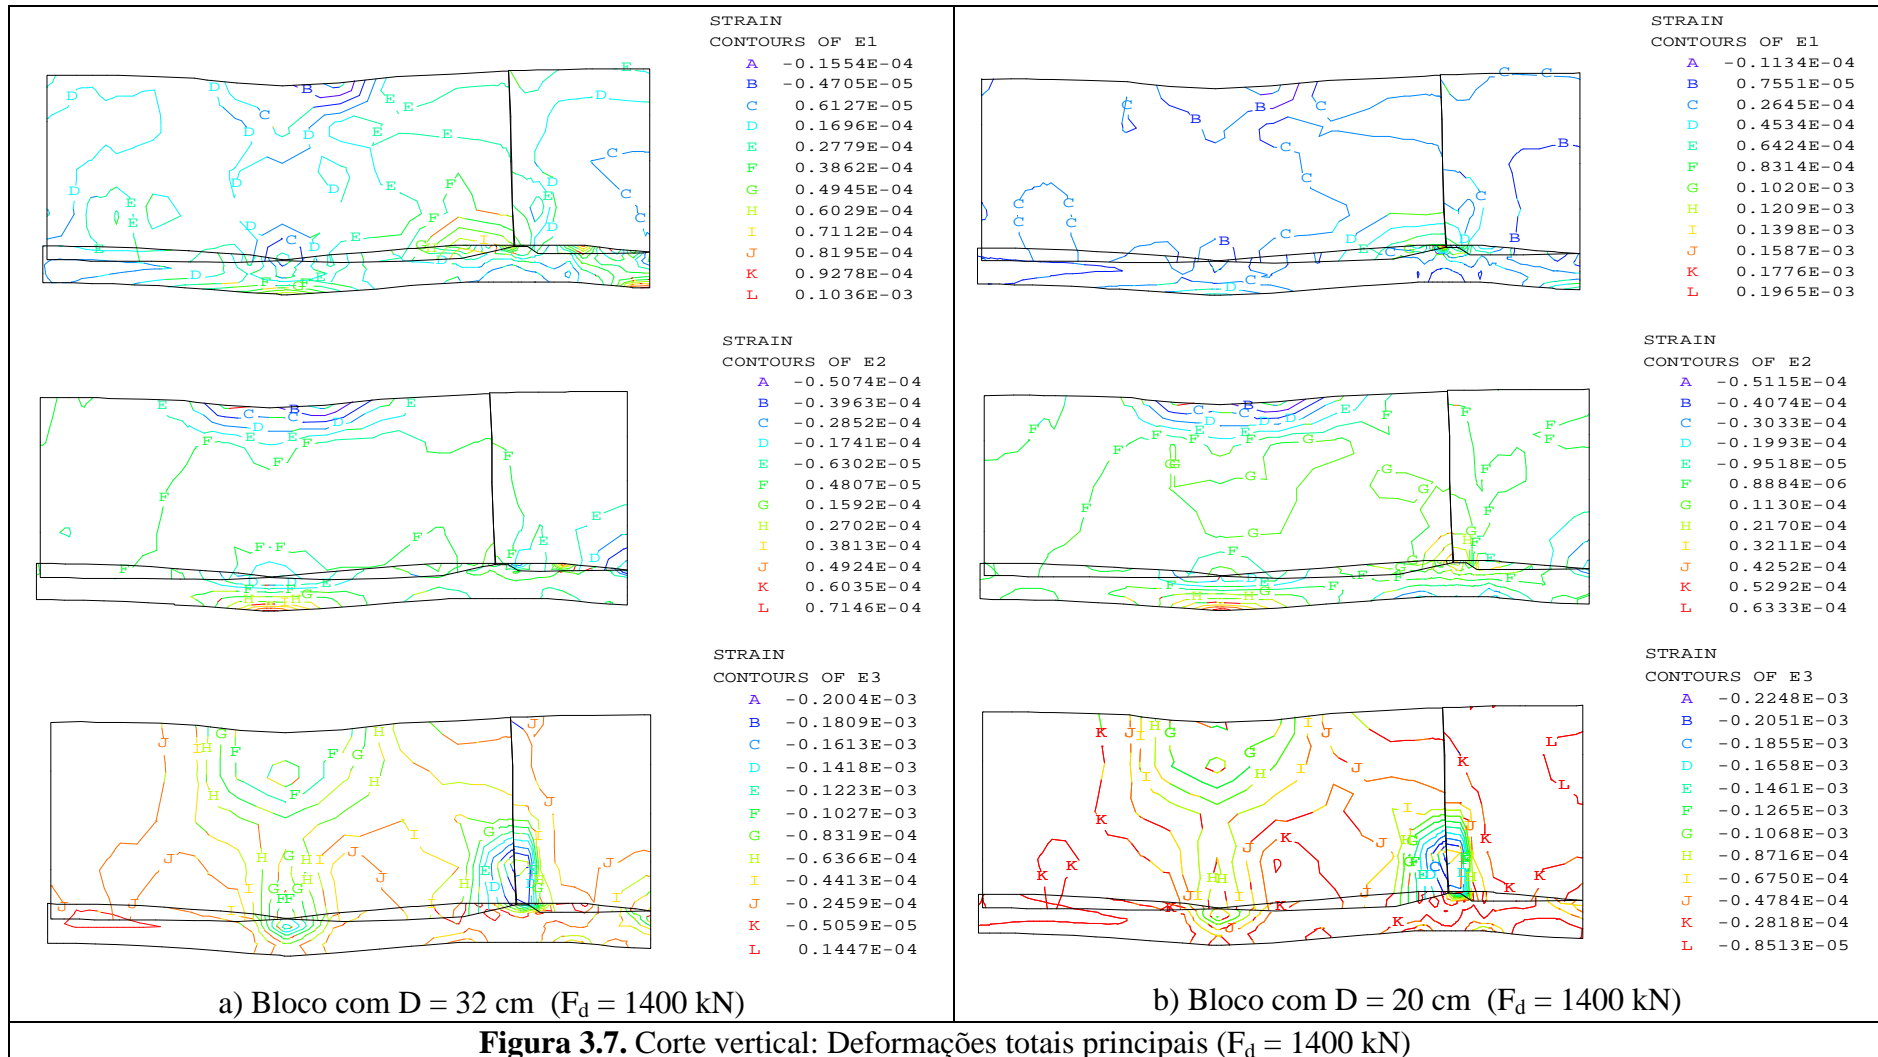 STRAIN
CONTOURS OF E1
A -0.1554E-04
B -0.4705E-05
C 0.6127E-05
D 0.1696E-04
E 0.2779E-04
F 0.3862E-04
G 0.4945E-04
H 0.6029E-04
I 0.7112E-04
J 0.8195E-04
K 0.9278E-04
L 0.1036E-03
STRAIN
CONTOURS OF E2
A -0.5074E-04
B -0.3963E-04
C -0.2852E-04
D -0.1741E-04
E -0.6302E-05
F 0.4807E-05
G 0.1592E-04
H 0.2702E-04
I 0.3813E-04
J 0.4924E-04
K 0.6035E-04
L 0.7146E-04
STRAIN
CONTOURS OF E3
A -0.2004E-03
B -0.1809E-03
C -0.1613E-03
D -0.1418E-03
E -0.1223E-03
F -0.1027E-03
G -0.8319E-04
H -0.6366E-04
I -0.4413E-04
J -0.2459E-04
K -0.5059E-05
L 0.1447E-04
a) Bloco com D = 32 cm (Fd = 1400 kN)
STRAIN
CONTOURS OF E1
A -0.1134E-04
B 0.7551E-05
C 0.2645E-04
D 0.4534E-04
E 0.6424E-04
F 0.8314E-04
G 0.1020E-03
H 0.1209E-03
I 0.1398E-03
J 0.1587E-03
K 0.1776E-03
L 0.1965E-03
STRAIN
CONTOURS OF E2
A -0.5115E-04
B -0.4074E-04
C -0.3033E-04
D -0.1993E-04
E -0.9518E-05
F 0.8884E-06
G 0.1130E-04
H 0.2170E-04
I 0.3211E-04
J 0.4252E-04
K 0.5292E-04
L 0.6333E-04
STRAIN
CONTOURS OF E3
A -0.2248E-03
B -0.2051E-03
C -0.1855E-03
D -0.1658E-03
E -0.1461E-03
F -0.1265E-03
G -0.1068E-03
H -0.8716E-04
I -0.6750E-04
J -0.4784E-04
K -0.2818E-04
L -0.8513E-05
b) Bloco com D = 20 cm (Fd = 1400 kN)
Figura 3.7. Corte vertical: Deformações totais principais (Fd = 1400 kN)